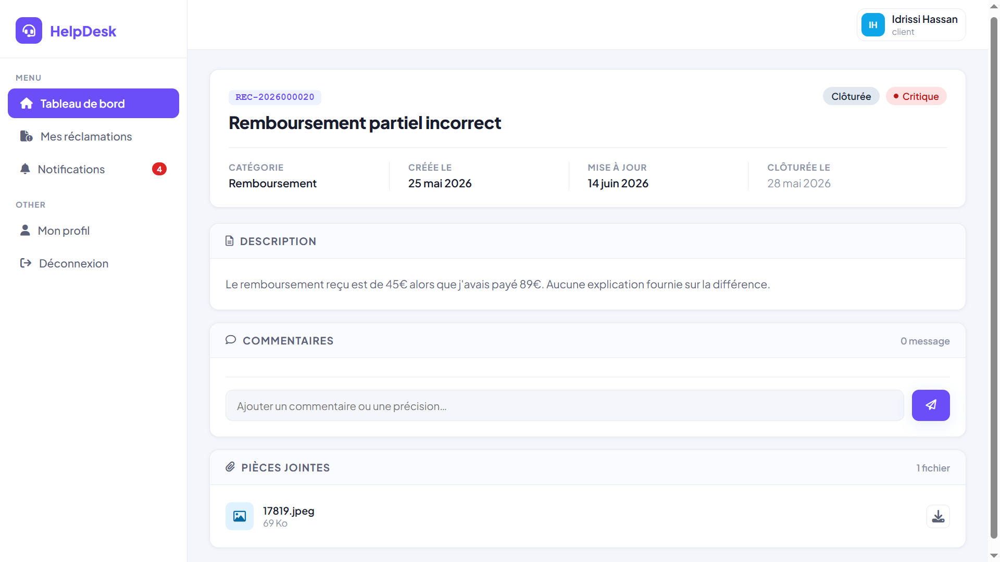 HelpDesk
IH
Idrissi Hassan
client
MENU
Tableau de bord
Mes réclamations
Notifications
4
OTHER
Mon profil
Déconnexion
REC-2026000020
Clôturée
Critique
Remboursement partiel incorrect
CATÉGORIE
Remboursement
CRÉÉE LE
25 mai 2026
MISE À JOUR
14 juin 2026
CLÔTURÉE LE
28 mai 2026
DESCRIPTION
Le remboursement reçu est de 45€ alors que j'avais payé 89€. Aucune explication fournie sur la différence.
COMMENTAIRES
0 message
Ajouter un commentaire ou une précision...
PIÈCES JOINTES
1 fichier
17819.jpeg
69 Ko